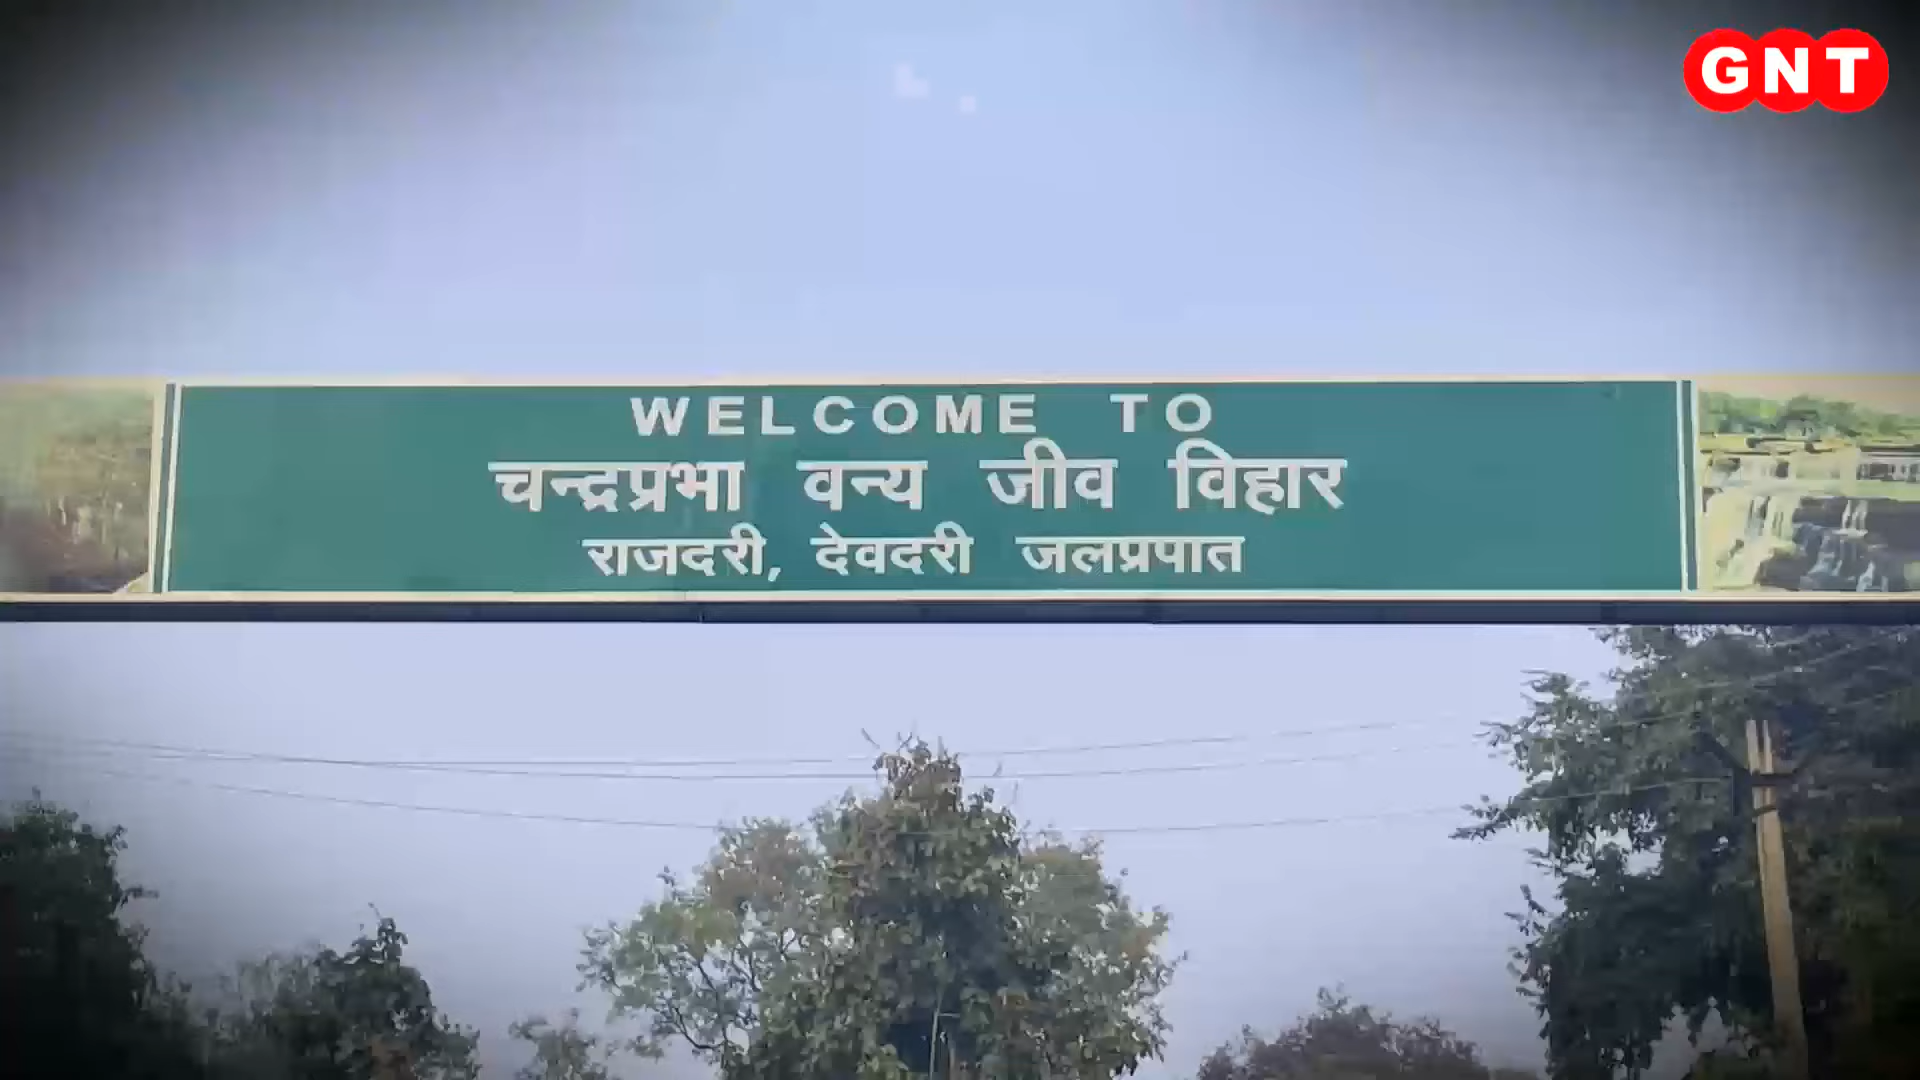 GNT
WELCOME TO
चन्द्रप्रभा वन्य जीव विहार
राजदरी, देवदरी जलप्रपात